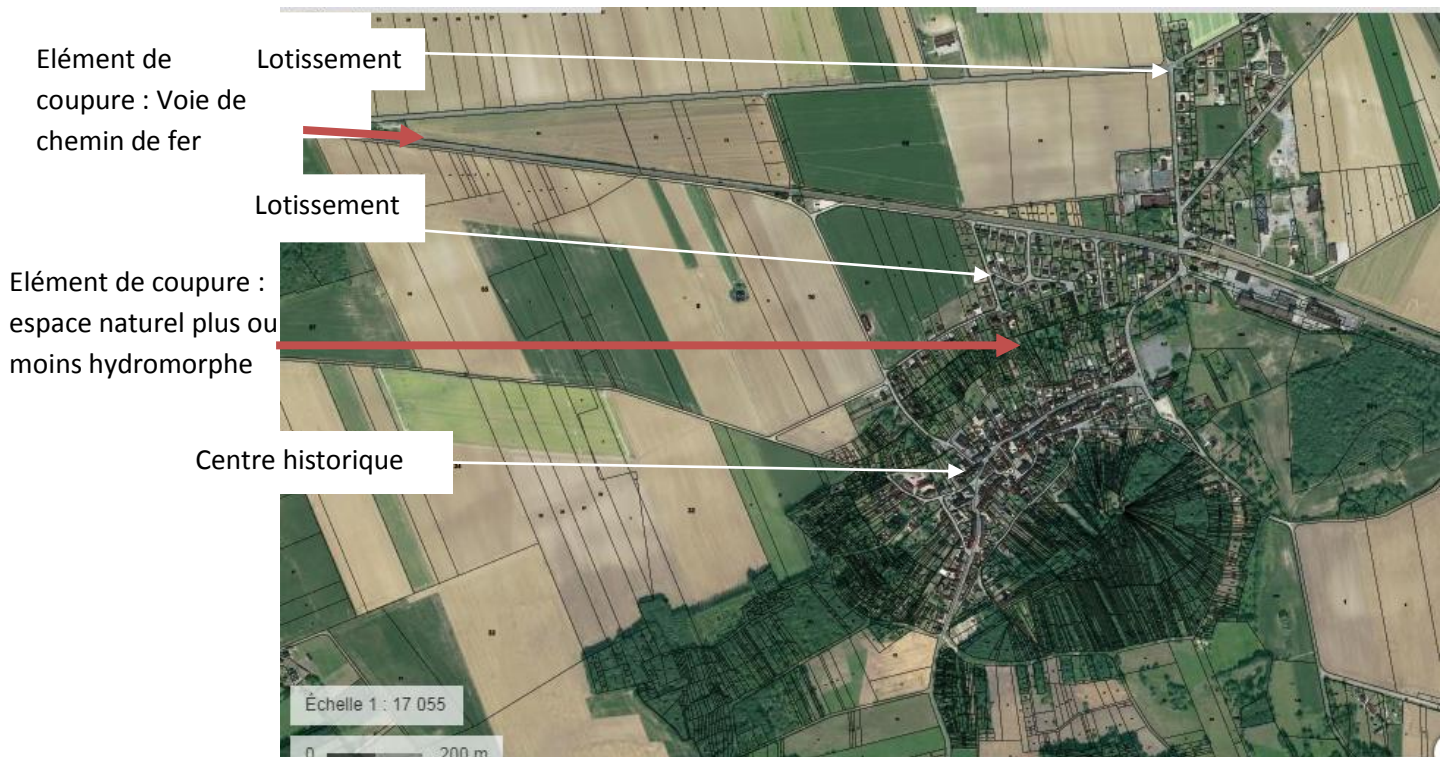 Elément de
coupure : Voie de
chemin de fer
Lotissement
Lotissement
Elément de coupure :
espace naturel plus ou
moins hydromorphe
Centre historique
Échelle 1 : 17 055
0 200 m